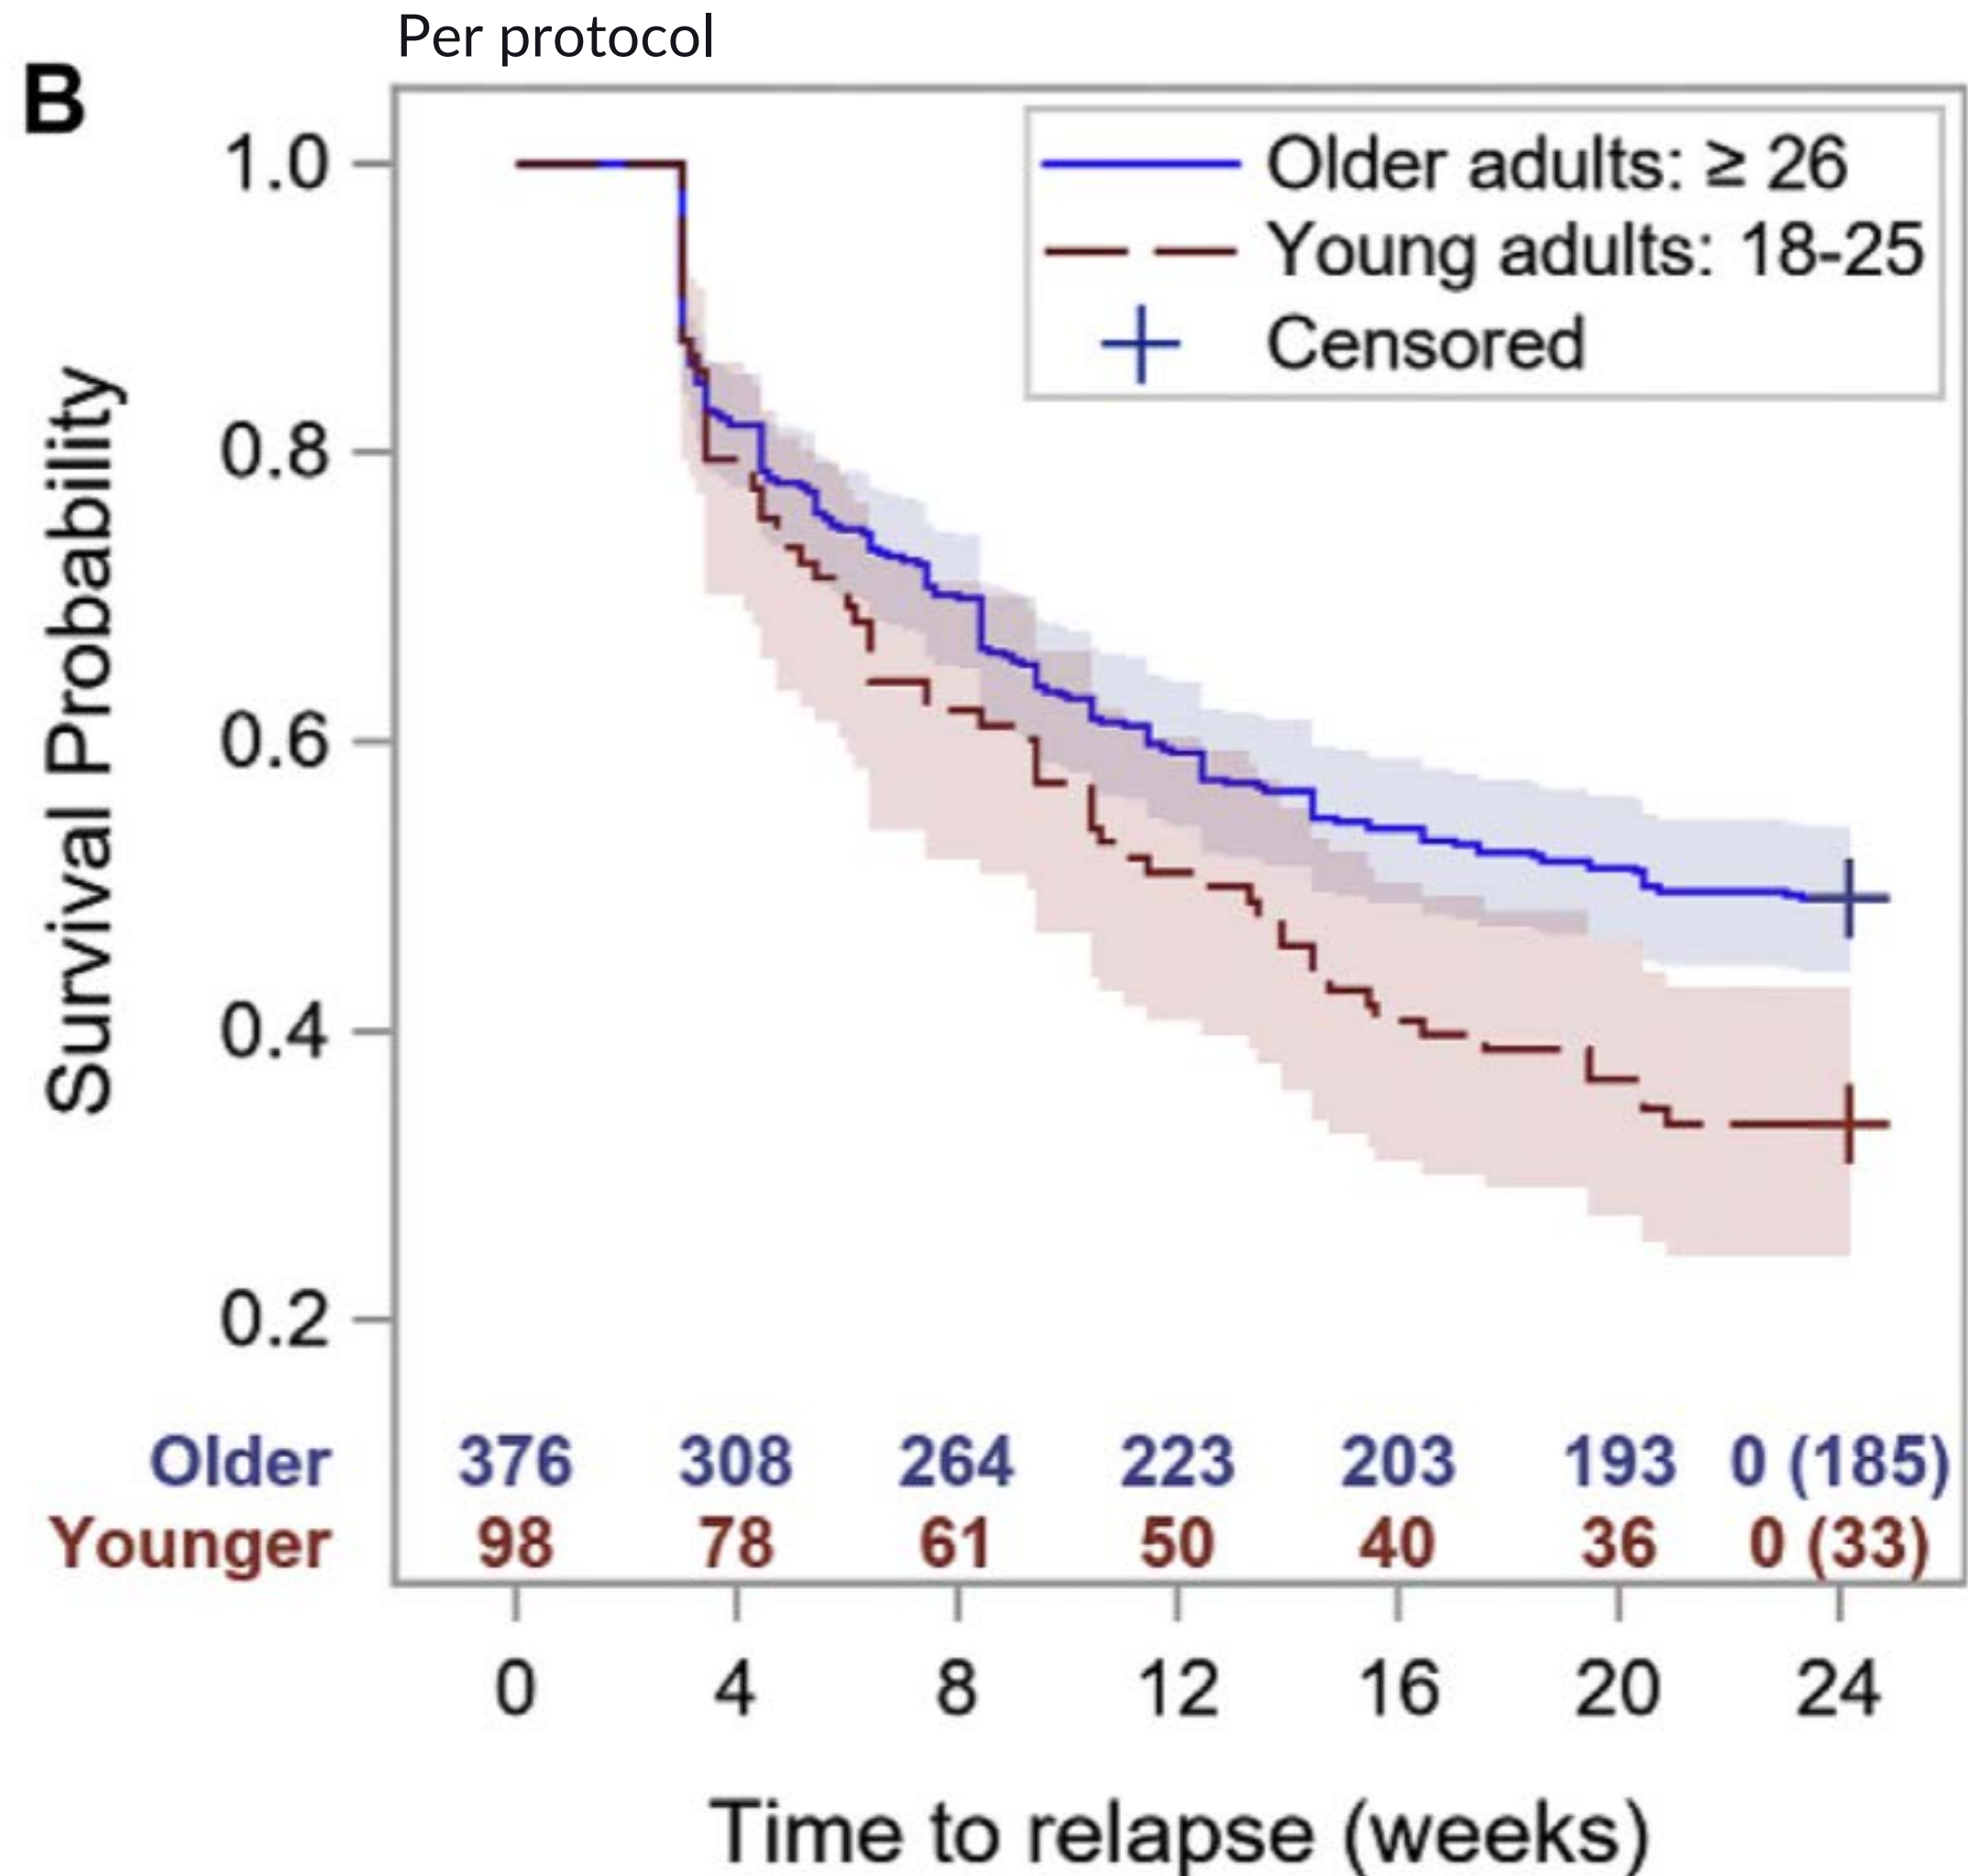 Per protocol
B
Older adults: ≥ 26
Young adults: 18-25
Censored
Survival Probability
1.0
0.8
0.6
0.4
0.2
Older 376 308 264 223 203 193 0 (185)
Younger 98 78 61 50 40 36 0 (33)
0 4 8 12 16 20 24
Time to relapse (weeks)